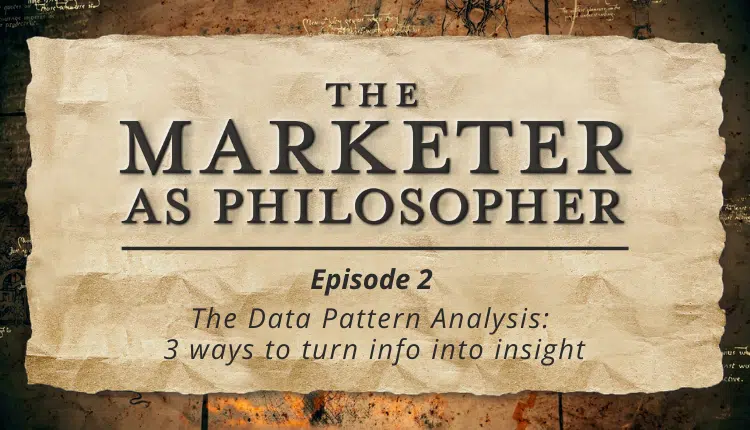 THE
MARKETER
AS PHILOSOPHER
Episode 2
The Data Pattern Analysis:
3 ways to turn info into insight